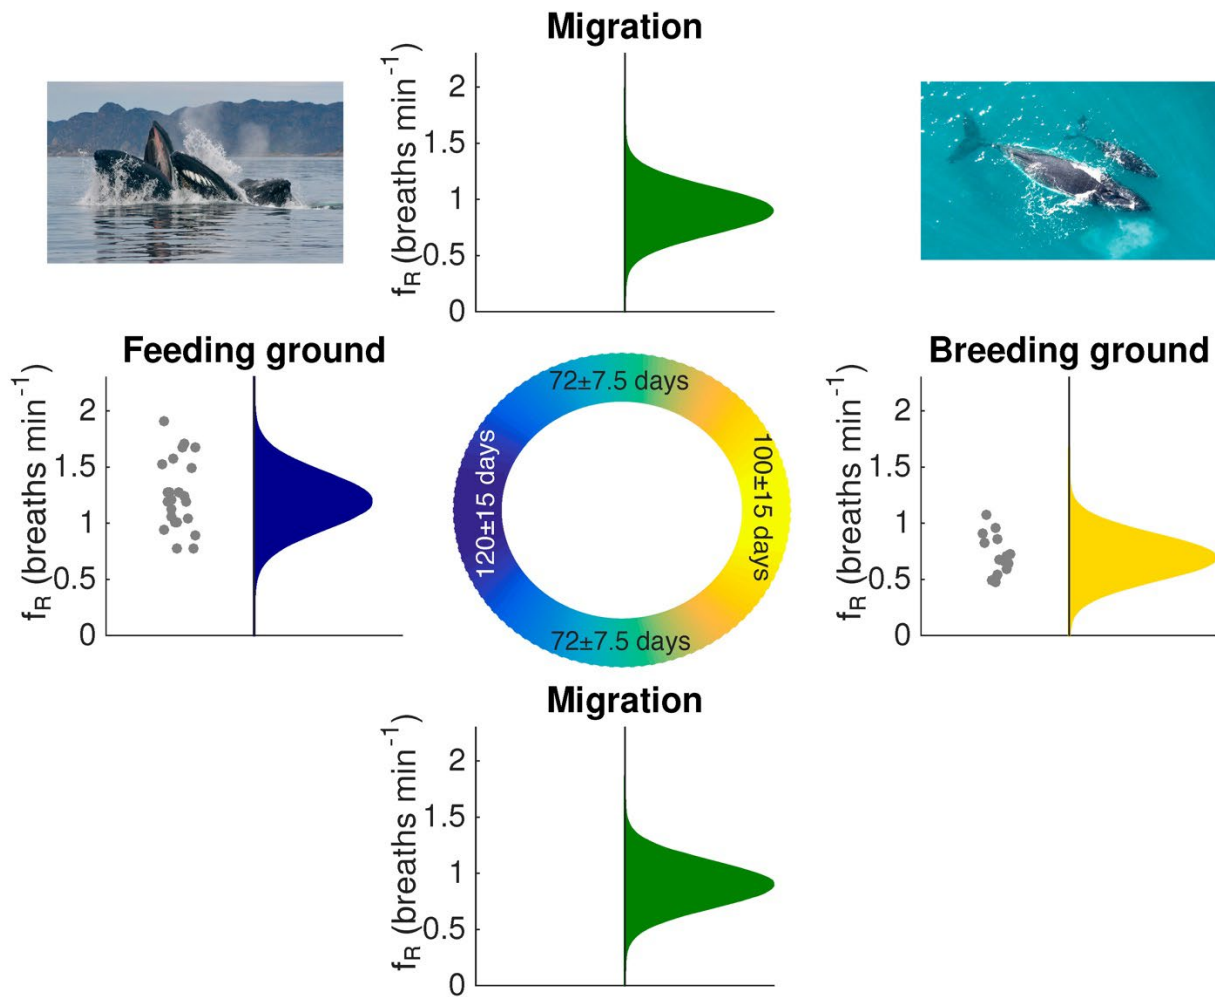 Migration
f_R (breaths min⁻¹)
2
1.5
1
0.5
0
Feeding ground
f_R (breaths min⁻¹)
2
1.5
1
0.5
0
72±7.5 days
120±15 days
100±15 days
72±7.5 days
Breeding ground
f_R (breaths min⁻¹)
2
1.5
1
0.5
0
Migration
f_R (breaths min⁻¹)
2
1.5
1
0.5
0